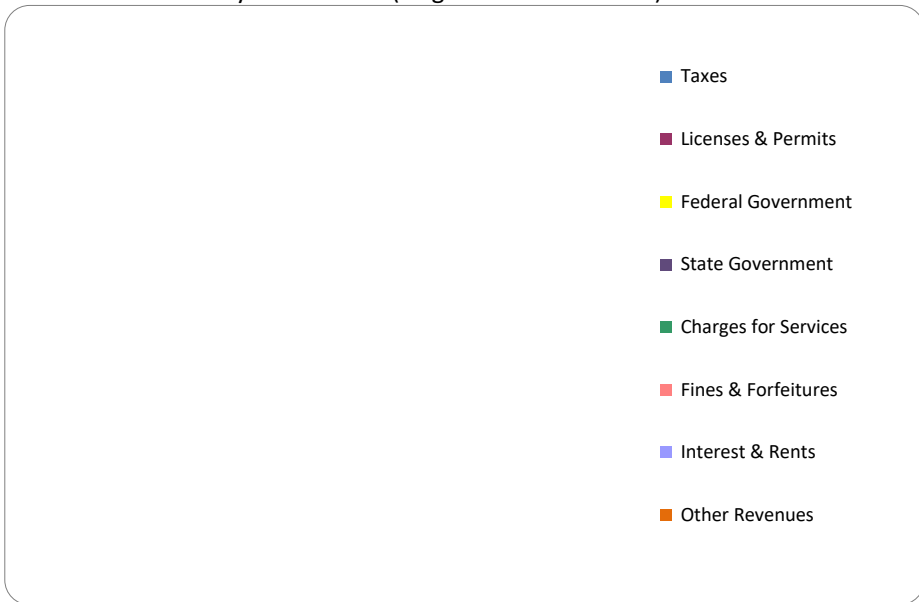 Taxes
Licenses & Permits
Federal Government
State Government
Charges for Services
Fines & Forfeitures
Interest & Rents
Other Revenues